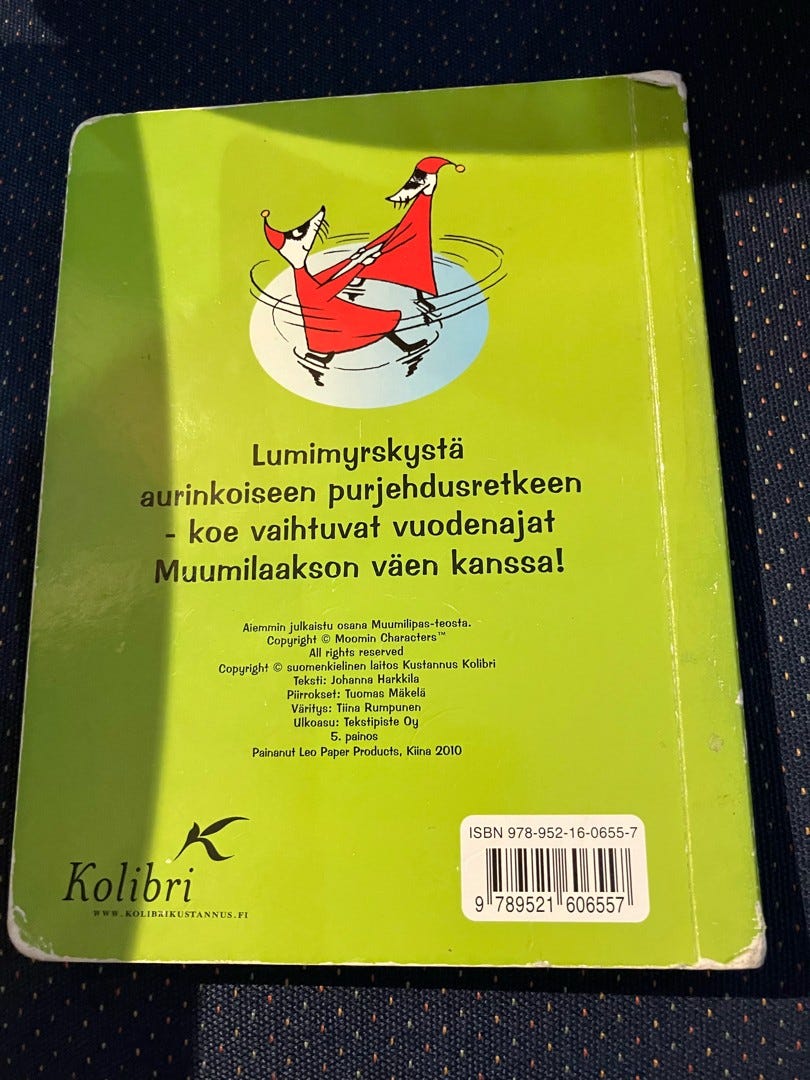 Lumimyrskystä
aurinkoiseen purjehdusretkeen
- koe vaihtuvat vuodenajat
Muumilaakson väen kanssa!
Aiemmin julkaistu osana Muumilipas-teosta.
Copyright © Moomin Characters™
All rights reserved
Copyright © suomenkielinen laitos Kustannus Kolibri
Teksti: Johanna Harkkila
Piirrokset: Tuomas Mäkelä
Väritys: Tiina Rumpunen
Ulkoasu: Tekstipiste Oy
5. painos
Painanut Leo Paper Products, Kiina 2010
Kolibri
WWW.KOLIBRIKUSTANNUS.FI
ISBN 978-952-16-0655-7
9 789521 606557